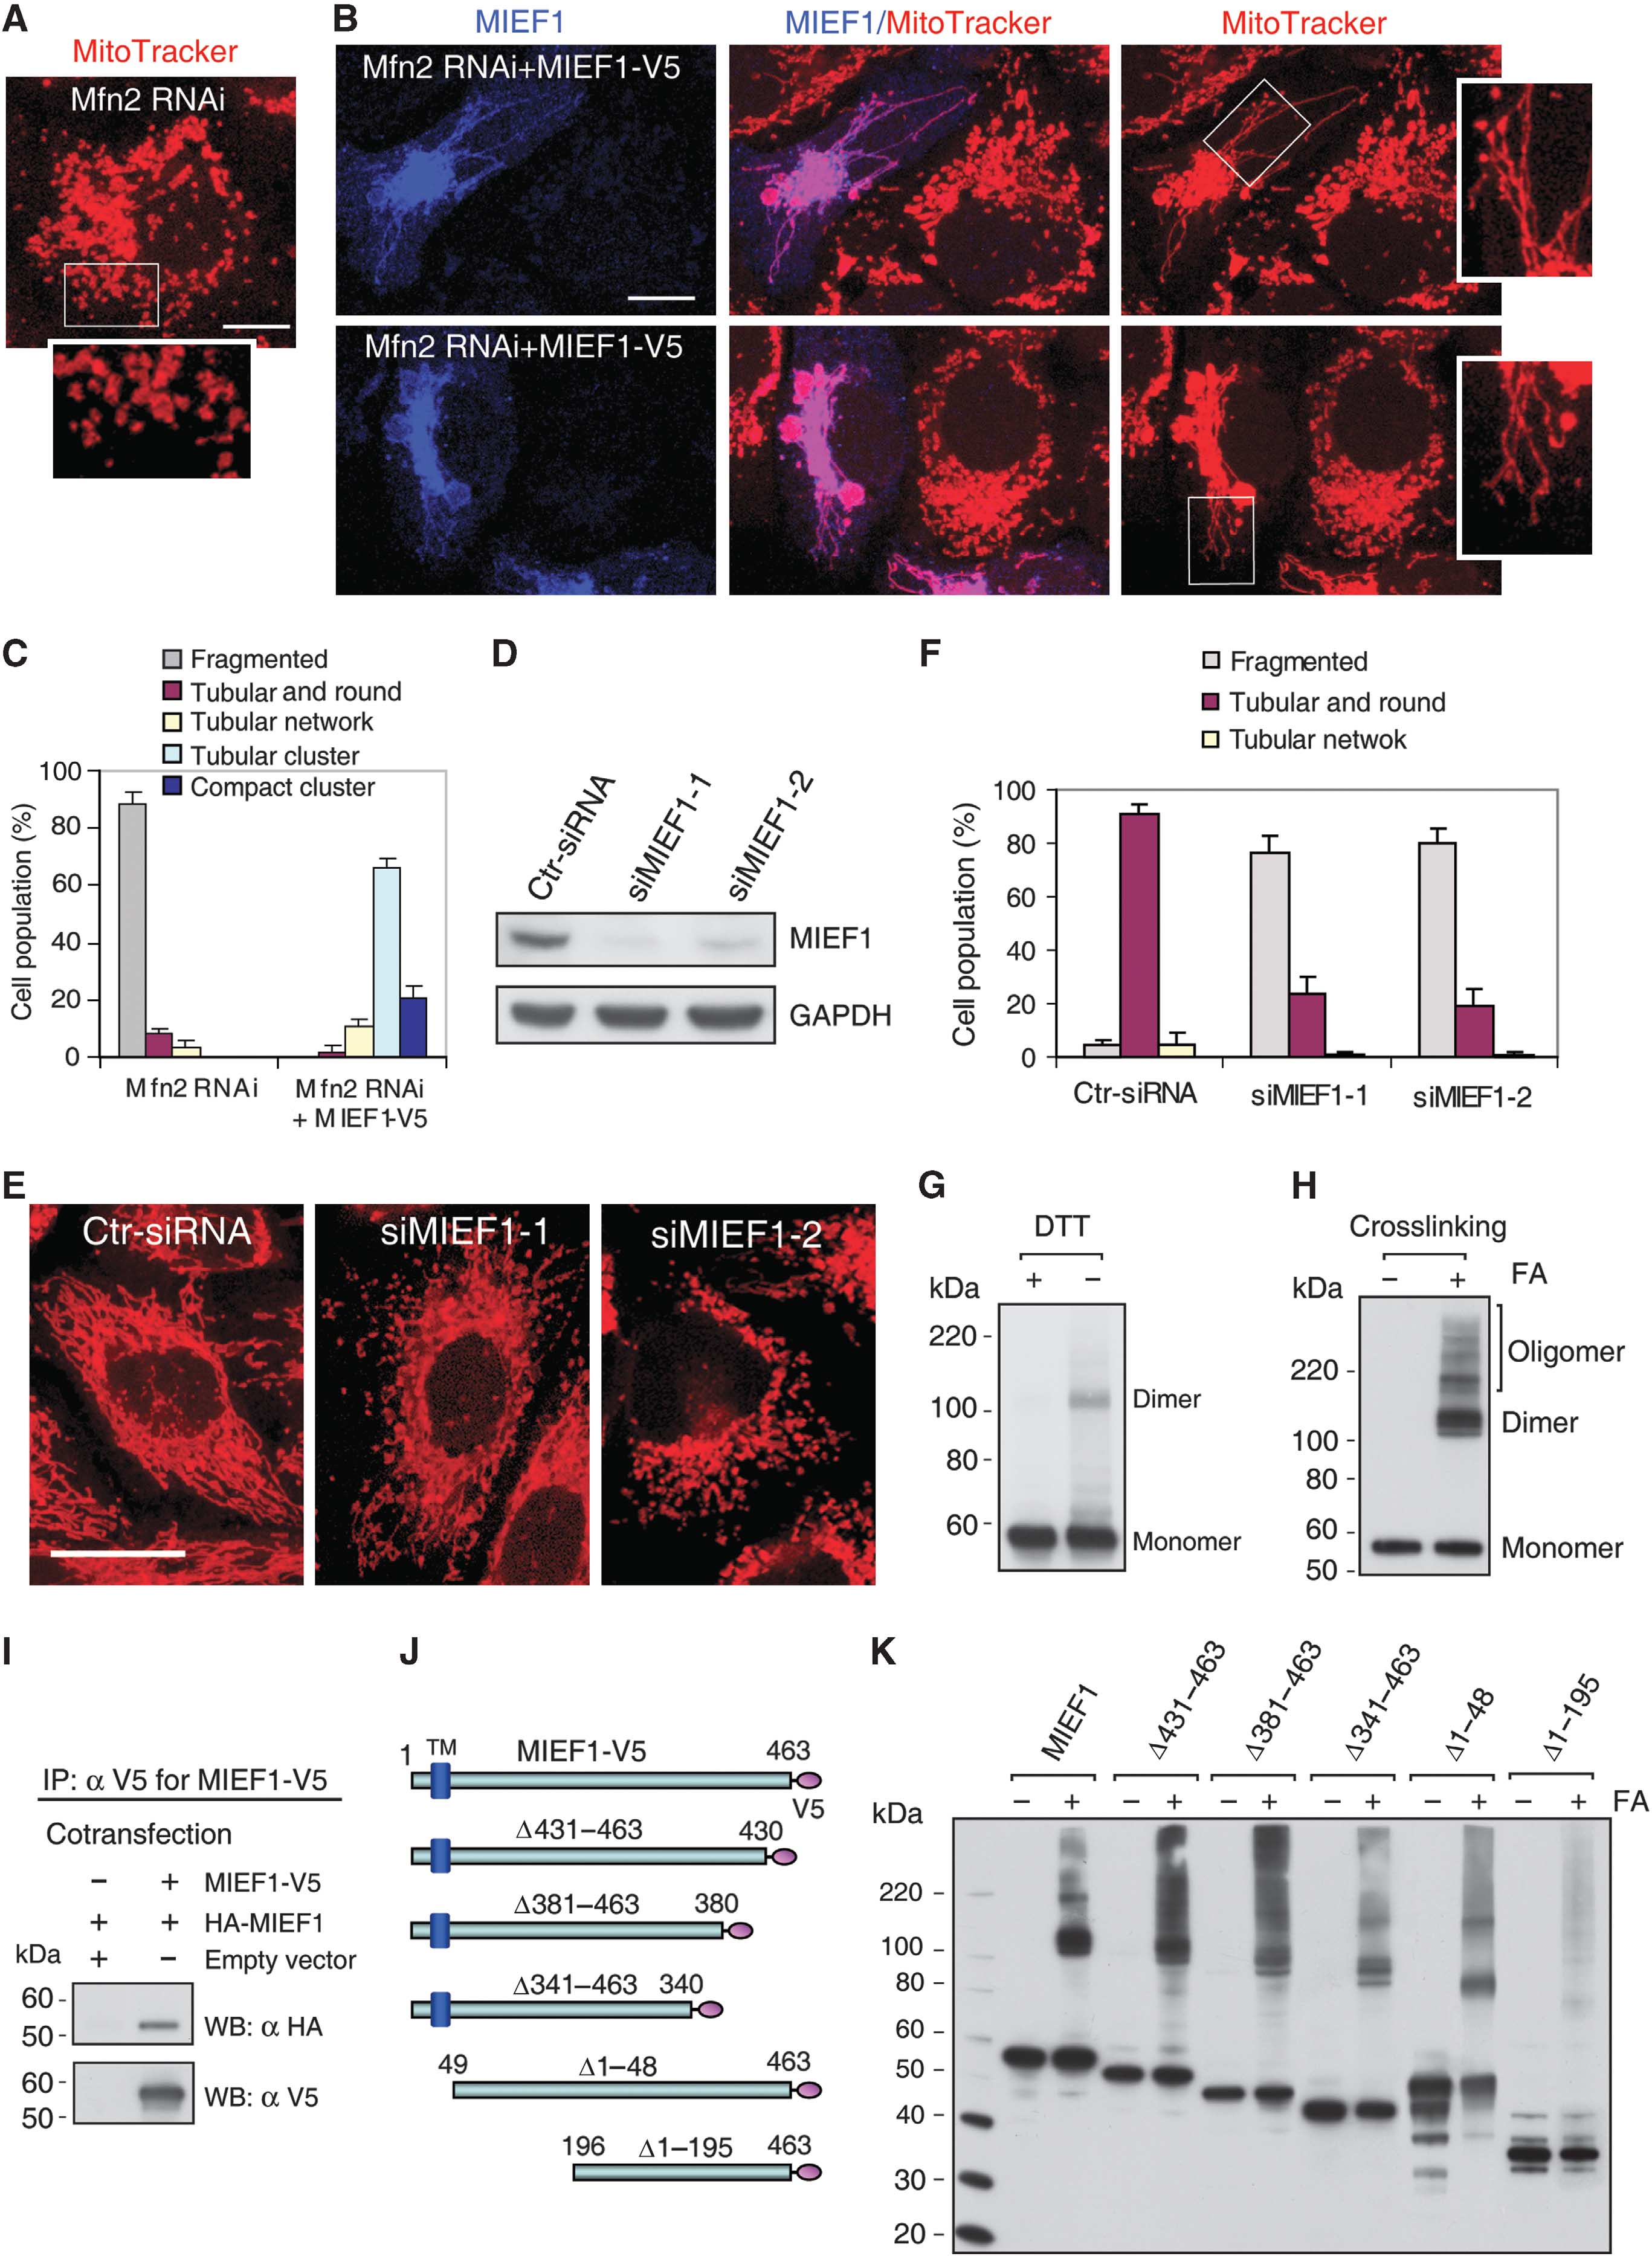 A
MitoTracker
Mfn2 RNAi
B
MIEF1
MIEF1/MitoTracker
MitoTracker
Mfn2 RNAi+MIEF1-V5
Mfn2 RNAi+MIEF1-V5
C
Fragmented
Tubular and round
Tubular network
Tubular cluster
Compact cluster
Cell population (%)
100
80
60
40
20
0
Mfn2 RNAi
Mfn2 RNAi
+ MIEF1-V5
D
Ctr-siRNA
siMIEF1-1
siMIEF1-2
MIEF1
GAPDH
F
Fragmented
Tubular and round
Tubular netwok
Cell population (%)
100
80
60
40
20
0
Ctr-siRNA
siMIEF1-1
siMIEF1-2
E
Ctr-siRNA
siMIEF1-1
siMIEF1-2
G
DTT
kDa + −
220
100
80
60
Dimer
Monomer
H
Crosslinking
kDa − + FA
220
100
80
60
50
Oligomer
Dimer
Monomer
I
IP: α V5 for MIEF1-V5
Cotransfection
− + MIEF1-V5
+ + HA-MIEF1
kDa + − Empty vector
60
50
WB: α HA
60
50
WB: α V5
J
1 TM MIEF1-V5 463
V5
Δ431–463 430
Δ381–463 380
Δ341–463 340
49 Δ1–48 463
196 Δ1–195 463
K
MIEF1
Δ431–463
Δ381–463
Δ341–463
Δ1–48
Δ1–195
kDa − + − + − + − + − + − + FA
220
100
80
60
50
40
30
20